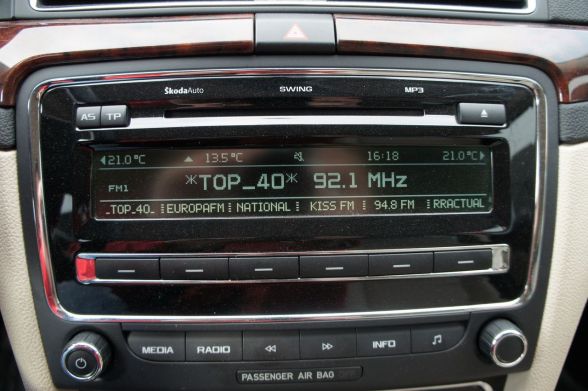 ŠkodaAuto SWING MP3
AS TP
21.0°C 13.5°C 16:18 21.0°C
FM1 *TOP_40* 92.1 MHz
_TOP_40_ EUROPAFM NATIONAL KISS FM 94.8 FM RRACTUAL
MEDIA RADIO INFO
PASSENGER AIR BAG